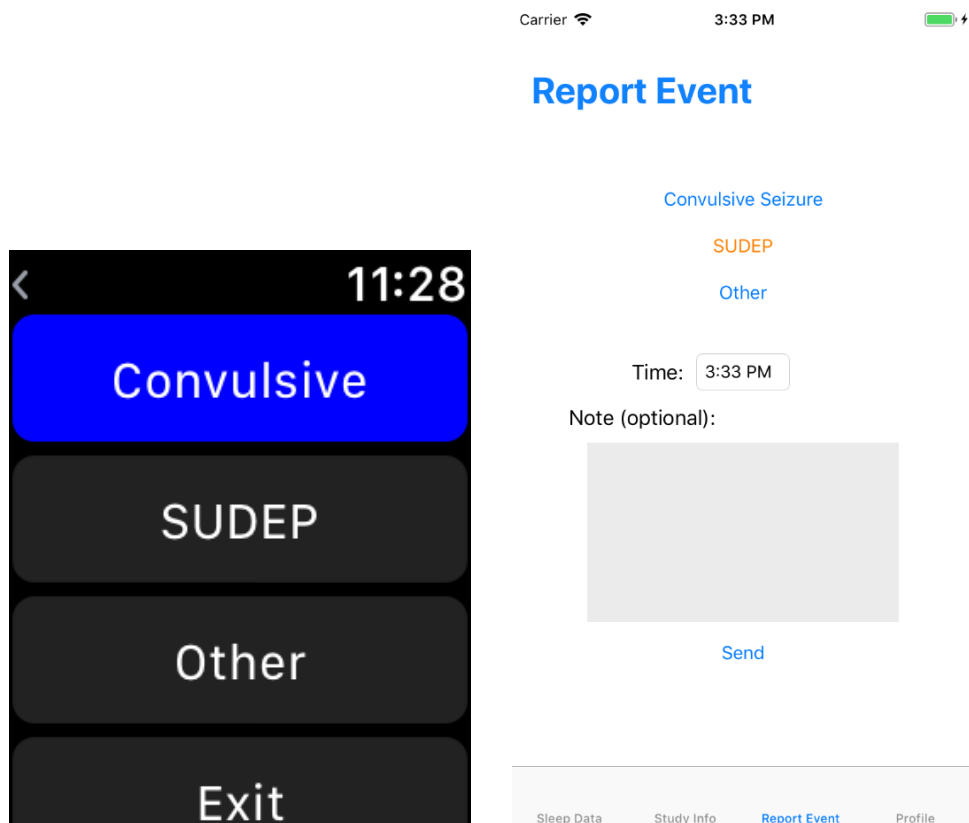 11:28
Convulsive
SUDEP
Other
Exit
Carrier 3:33 PM
Report Event
Convulsive Seizure
SUDEP
Other
Time: 3:33 PM
Note (optional):
Send
Sleep Data Study Info Report Event Profile